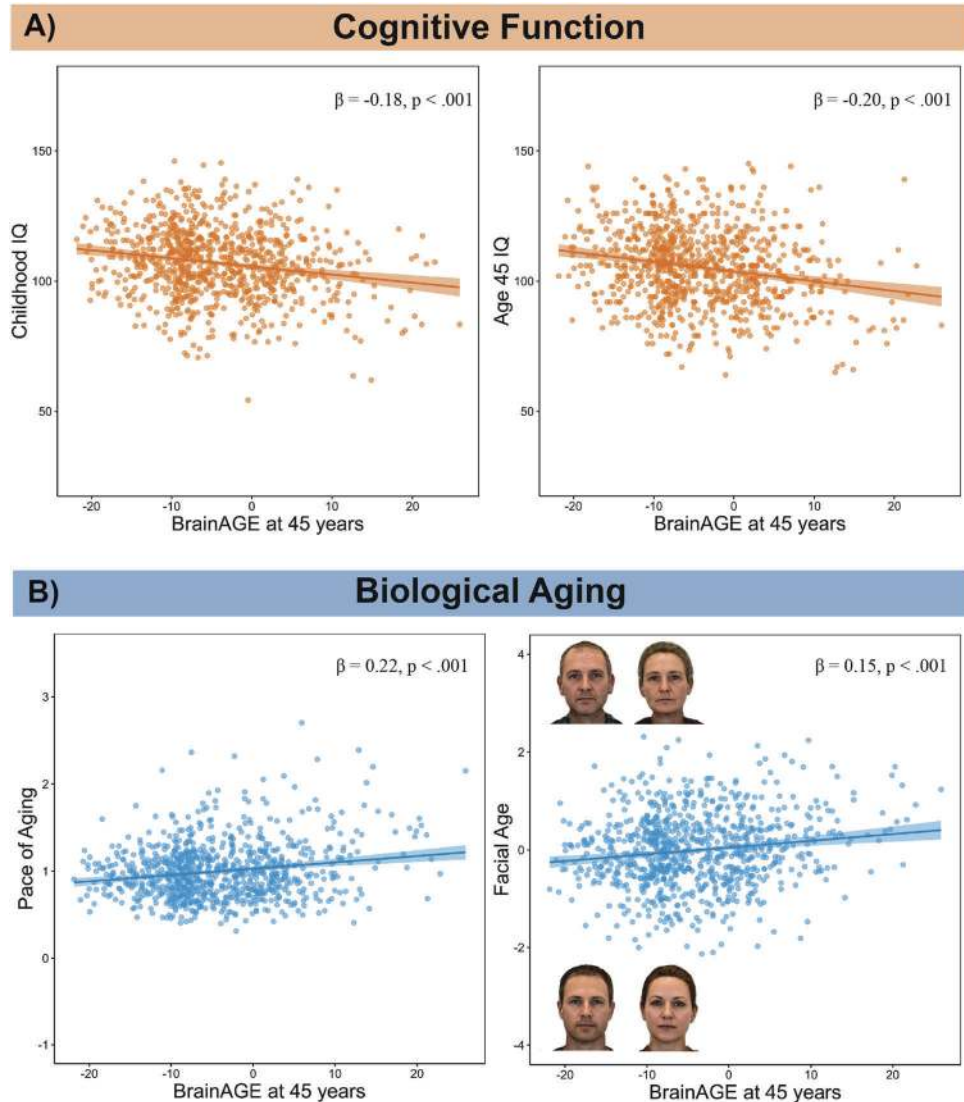 A) Cognitive Function
β = -0.18, p < .001
150
100
50
Childhood IQ
-20 -10 0 10 20
BrainAGE at 45 years
β = -0.20, p < .001
150
100
50
Age 45 IQ
-20 -10 0 10 20
BrainAGE at 45 years
B) Biological Aging
β = 0.22, p < .001
3
2
1
0
-1
Pace of Aging
-20 -10 0 10 20
BrainAGE at 45 years
β = 0.15, p < .001
4
2
0
-2
-4
Facial Age
-20 -10 0 10 20
BrainAGE at 45 years